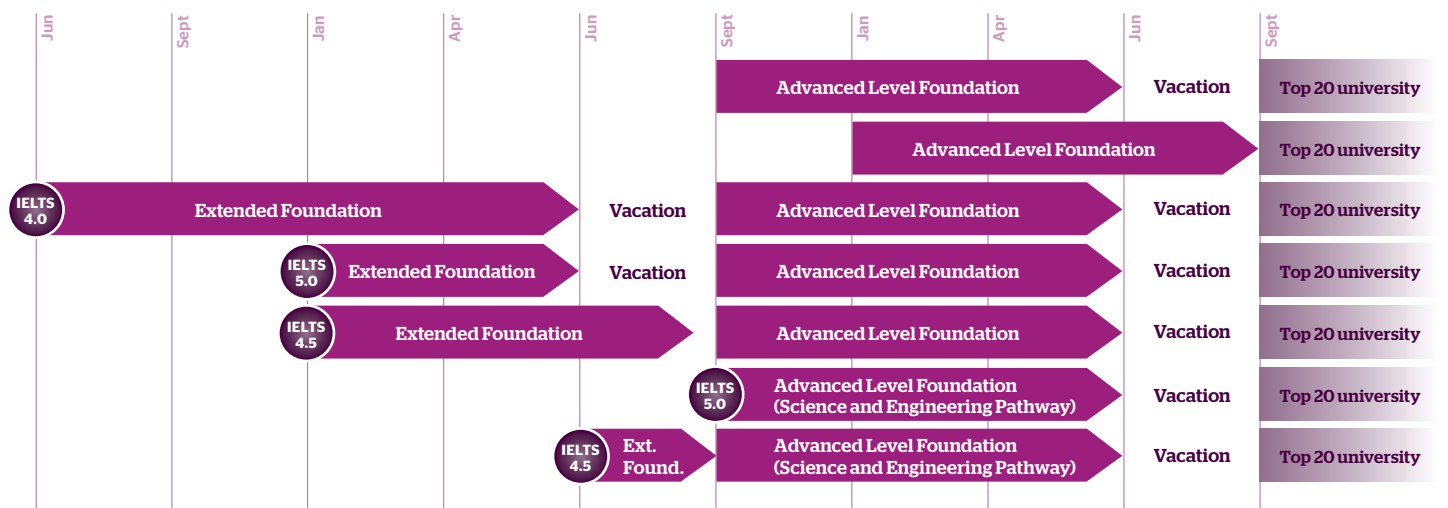 Jun
Sept
Jan
Apr
Jun
Sept
Jan
Apr
Jun
Sept
Advanced Level Foundation
Vacation
Top 20 university
Advanced Level Foundation
Top 20 university
IELTS
4.0
Extended Foundation
Vacation
Advanced Level Foundation
Vacation
Top 20 university
IELTS
5.0
Extended Foundation
Vacation
Advanced Level Foundation
Vacation
Top 20 university
IELTS
4.5
Extended Foundation
Advanced Level Foundation
Vacation
Top 20 university
IELTS
5.0
Advanced Level Foundation
(Science and Engineering Pathway)
Vacation
Top 20 university
IELTS
4.5
Ext.
Found.
Advanced Level Foundation
(Science and Engineering Pathway)
Vacation
Top 20 university